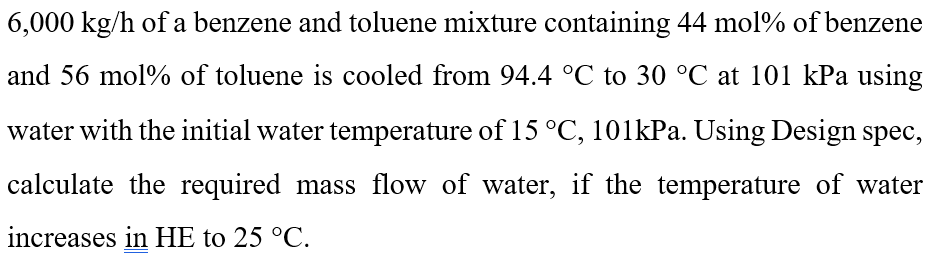 6,000 kg/h of a benzene and toluene mixture containing 44 mol% of benzene
and 56 mol% of toluene is cooled from 94.4 °C to 30 °C at 101 kPa using
water with the initial water temperature of 15 °C, 101kPa. Using Design spec,
calculate the required mass flow of water, if the temperature of water
increases in HE to 25 °C.